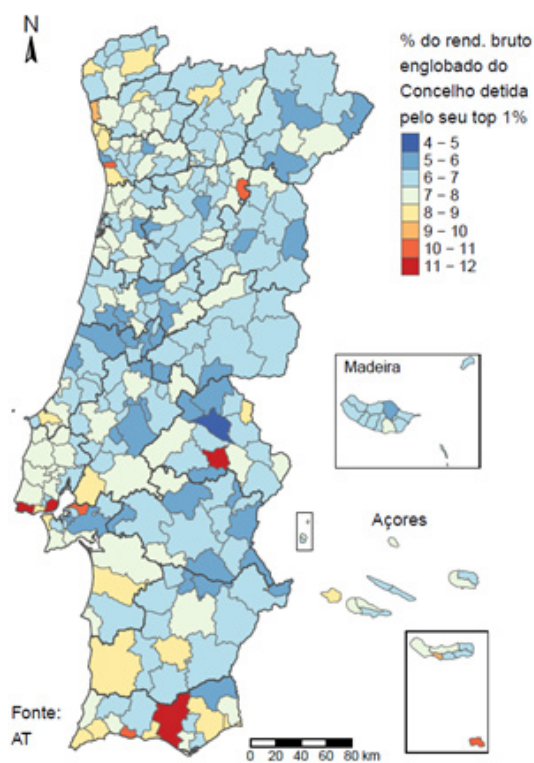 N
% do rend. bruto
englobado do
Concelho detida
pelo seu top 1%
4 – 5
5 – 6
6 – 7
7 – 8
8 – 9
9 – 10
10 – 11
11 – 12
Madeira
Açores
Fonte:
AT
0 20 40 60 80 km